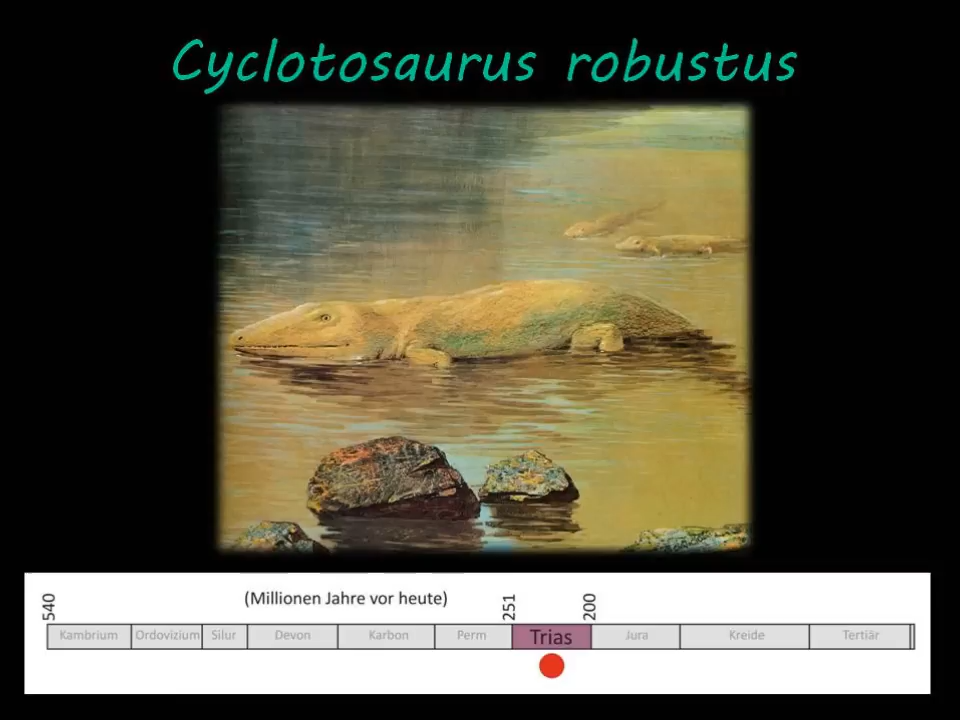 Cyclotosaurus robustus
(Millionen Jahre vor heute)
540
251
200
Kambrium Ordovizium Silur Devon Karbon Perm Trias Jura Kreide Tertiär